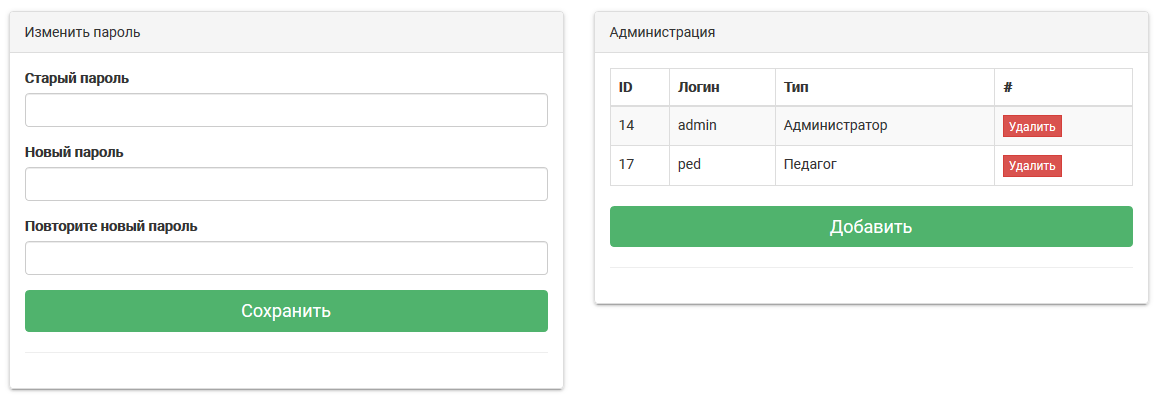 Изменить пароль
Старый пароль
Новый пароль
Повторите новый пароль
Сохранить
Администрация
ID Логин Тип #
14 admin Администратор Удалить
17 ped Педагог Удалить
Добавить